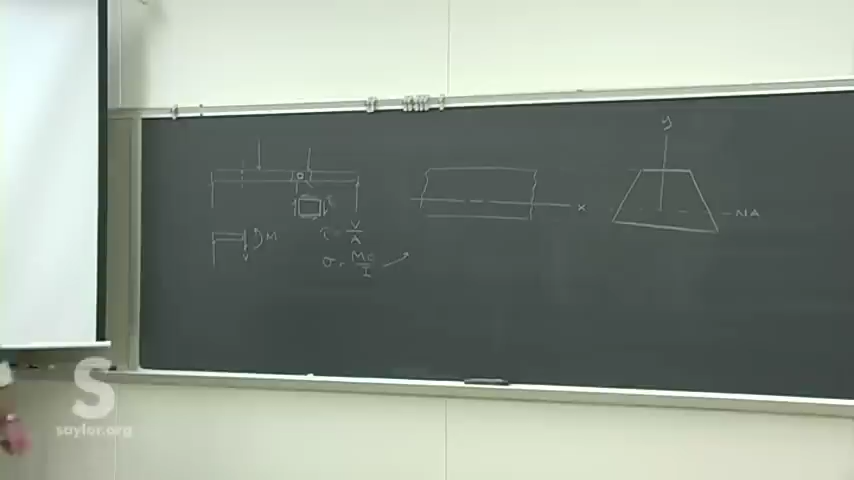 y
x
NA
M
V
τ = V/A
σ = Mc/I
S
saylor.org